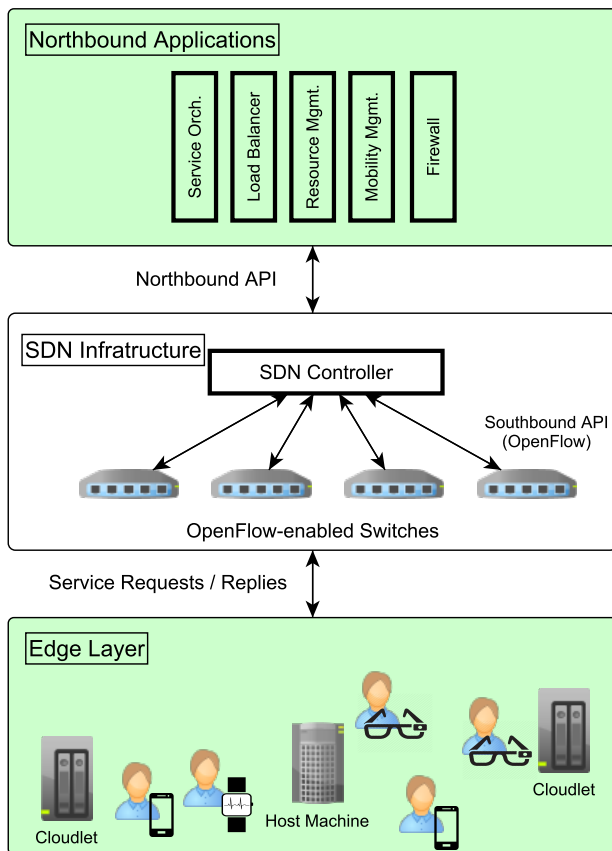 Northbound Applications
Service Orch.
Load Balancer
Resource Mgmt.
Mobility Mgmt.
Firewall
Northbound API
SDN Infratructure
SDN Controller
Southbound API
(OpenFlow)
OpenFlow-enabled Switches
Service Requests / Replies
Edge Layer
Cloudlet
Host Machine
Cloudlet